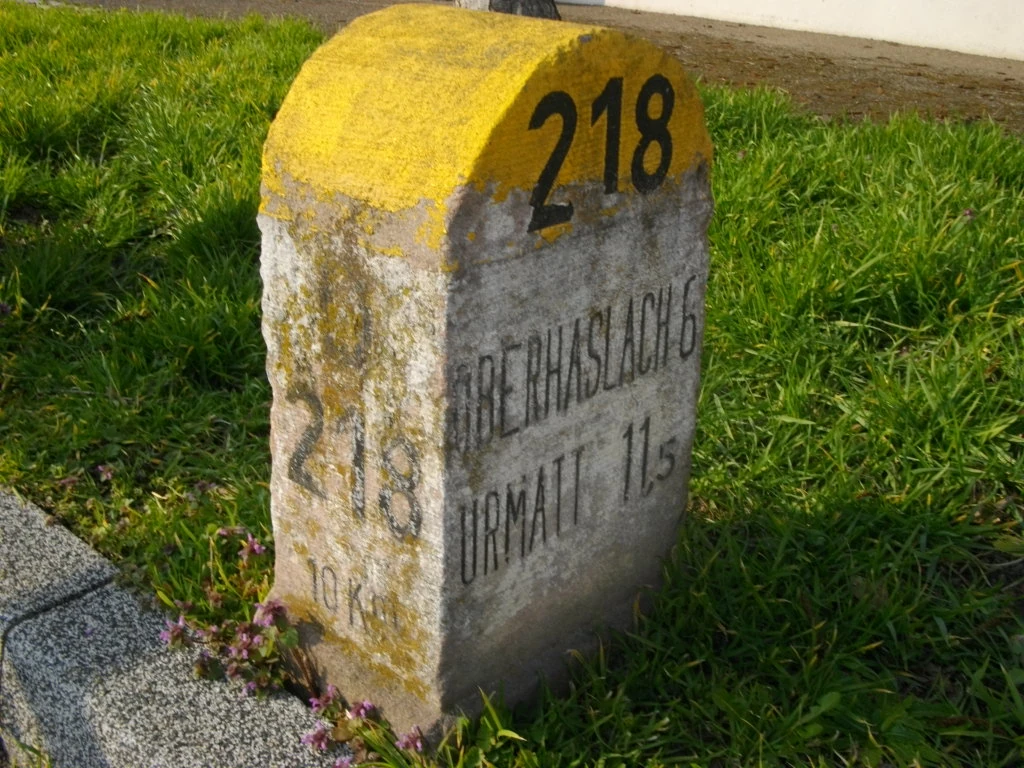 218
OBERHASLACH 6
URMATT 11,5
D
218
10 Km